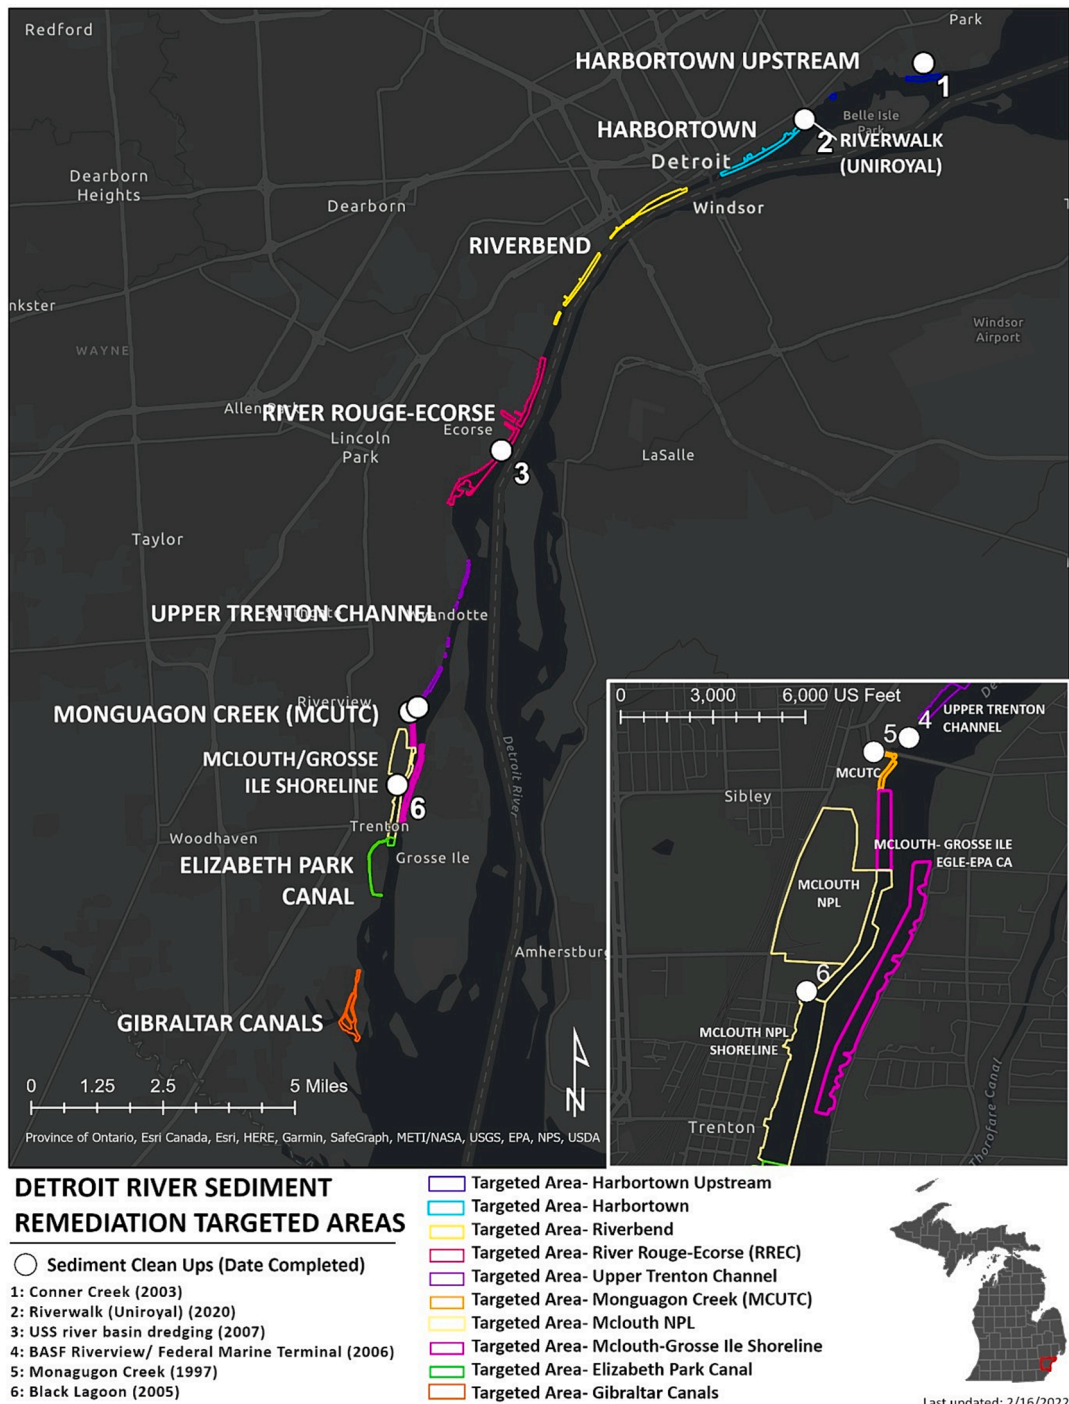 Redford
Park
HARBORTOWN UPSTREAM
1
Belle Isle
Park
HARBORTOWN
2
RIVERWALK
(UNIROYAL)
Detroit
Dearborn
Heights
Dearborn
Windsor
RIVERBEND
nkster
WAYNE
Windsor
Airport
Allen Park
RIVER ROUGE-ECORSE
Ecorse
Lincoln
Park
LaSalle
3
Taylor
UPPER TRENTON CHANNEL
Southgate
Wyandotte
Riverview
MONGUAGON CREEK (MCUTC)
MCLOUTH/GROSSE
ILE SHORELINE
6
Detroit River
Trenton
Woodhaven
Grosse Ile
ELIZABETH PARK
CANAL
Amherstburg
GIBRALTAR CANALS
0 1.25 2.5 5 Miles
N
Province of Ontario, Esri Canada, Esri, HERE, Garmin, SafeGraph, METI/NASA, USGS, EPA, NPS, USDA
0 3,000 6,000 US Feet
De
UPPER TRENTON
CHANNEL
4
5
MCUTC
Sibley
MCLOUTH- GROSSE ILE
EGLE-EPA CA
MCLOUTH
NPL
6
MCLOUTH NPL
SHORELINE
Trenton
Thorofare Canal
DETROIT RIVER SEDIMENT
REMEDIATION TARGETED AREAS
Sediment Clean Ups (Date Completed)
1: Conner Creek (2003)
2: Riverwalk (Uniroyal) (2020)
3: USS river basin dredging (2007)
4: BASF Riverview/ Federal Marine Terminal (2006)
5: Monagugon Creek (1997)
6: Black Lagoon (2005)
Targeted Area- Harbortown Upstream
Targeted Area- Harbortown
Targeted Area- Riverbend
Targeted Area- River Rouge-Ecorse (RREC)
Targeted Area- Upper Trenton Channel
Targeted Area- Monguagon Creek (MCUTC)
Targeted Area- Mclouth NPL
Targeted Area- Mclouth-Grosse Ile Shoreline
Targeted Area- Elizabeth Park Canal
Targeted Area- Gibraltar Canals
Last updated: 2/16/2022